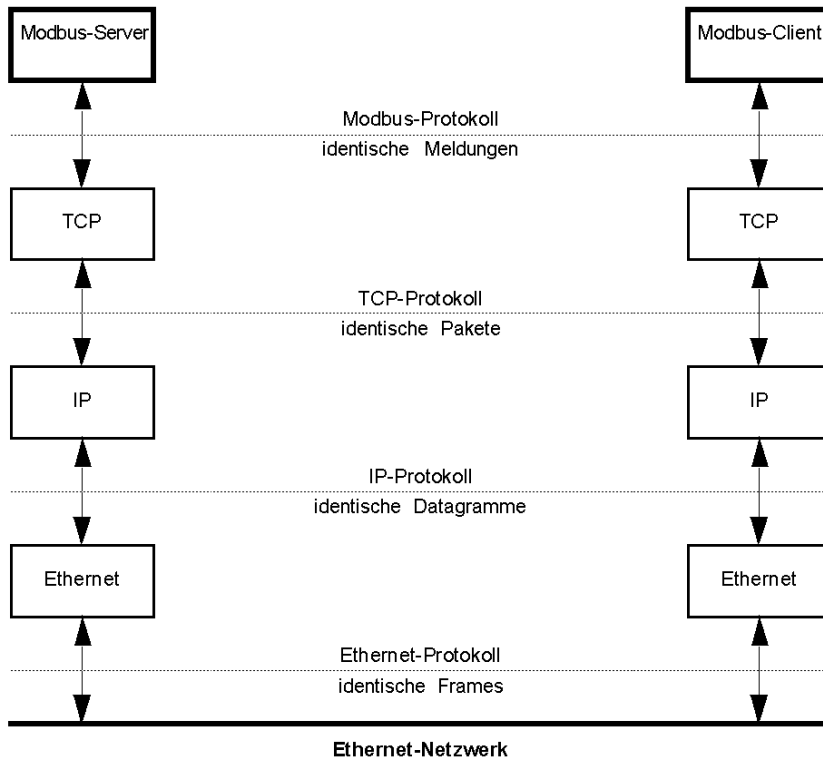 Modbus-Server
Modbus-Client
Modbus-Protokoll
identische Meldungen
TCP
TCP
TCP-Protokoll
identische Pakete
IP
IP
IP-Protokoll
identische Datagramme
Ethernet
Ethernet
Ethernet-Protokoll
identische Frames
Ethernet-Netzwerk